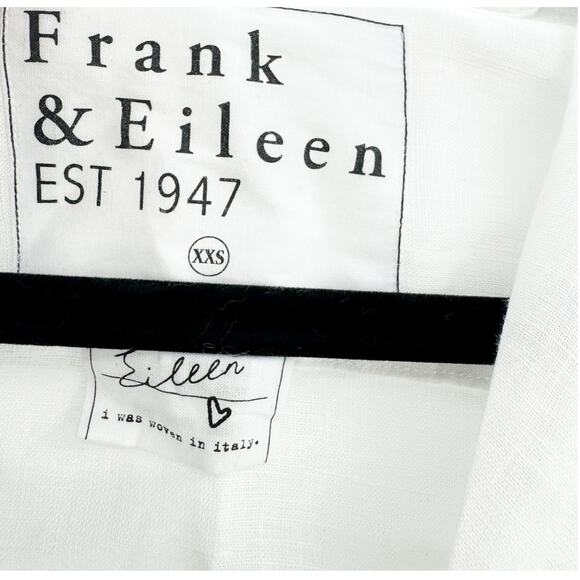 Frank
& Eileen
EST 1947
XXS
Eileen
i was woven in italy.